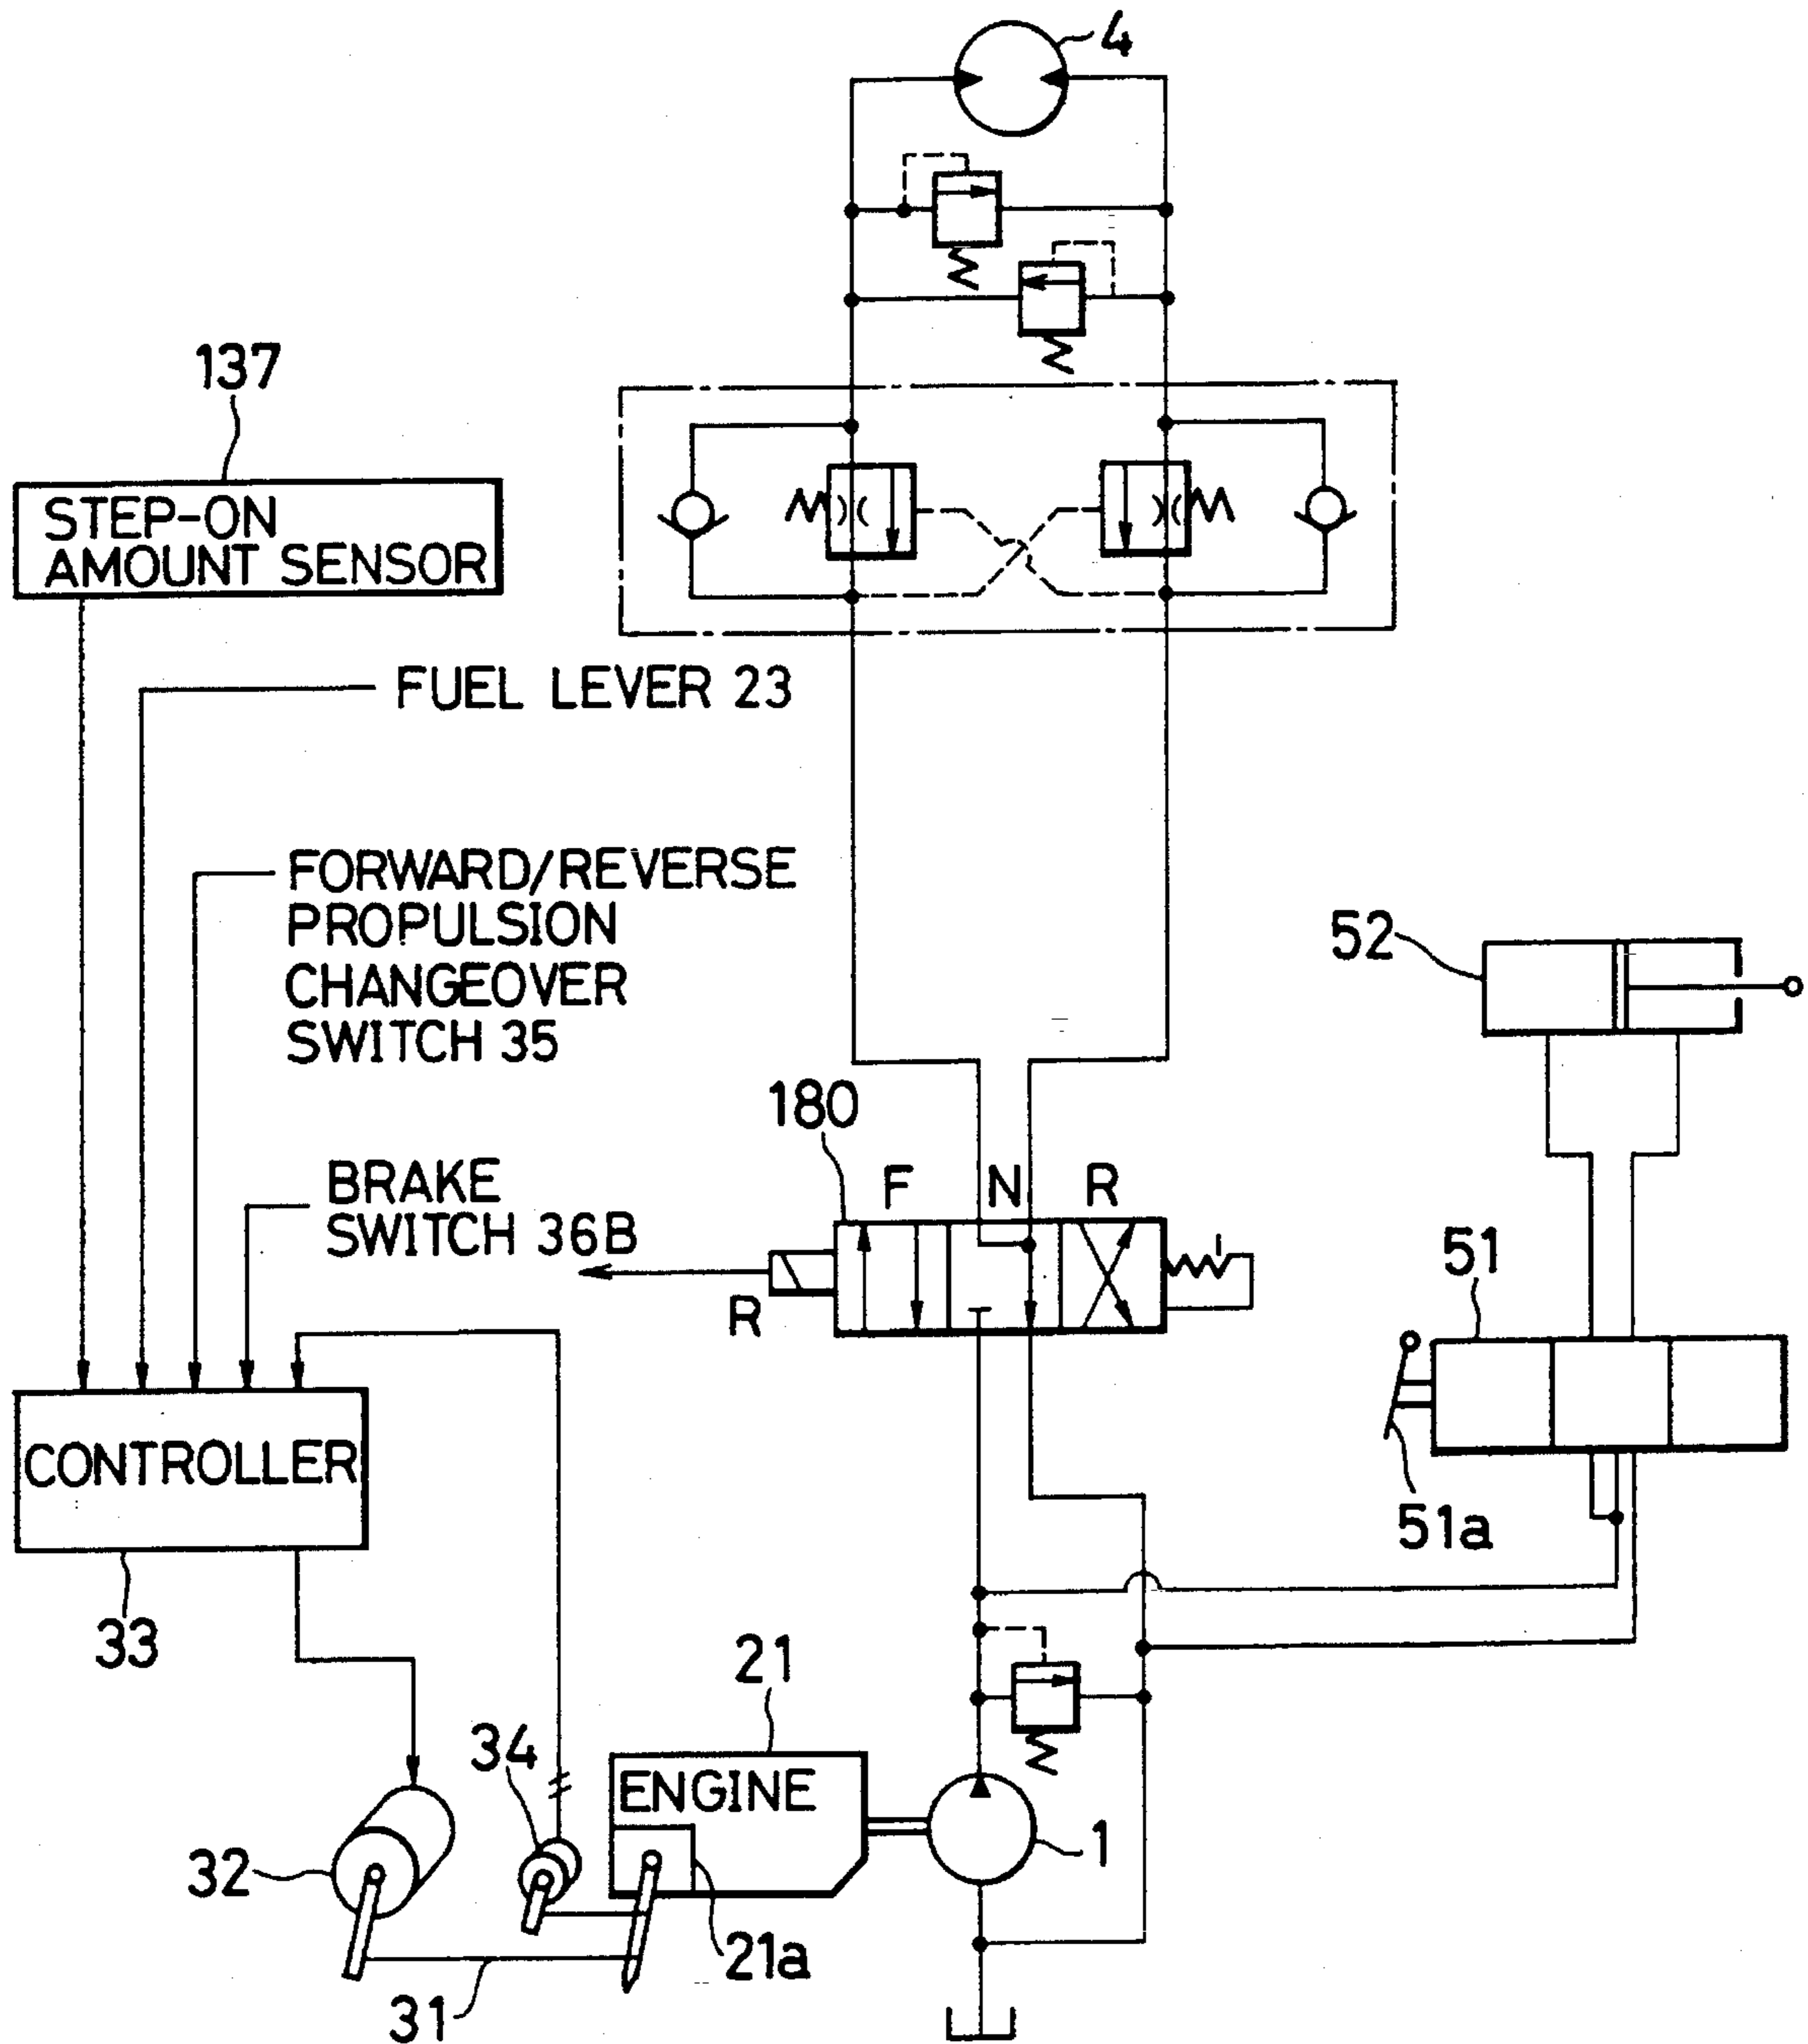 4
137
STEP-ON
AMOUNT SENSOR
FUEL LEVER 23
FORWARD/REVERSE
PROPULSION
CHANGEOVER
SWITCH 35
52
180
BRAKE
SWITCH 36B
F N R
R
51
CONTROLLER
51a
33
21
34
ENGINE
32
1
21a
31